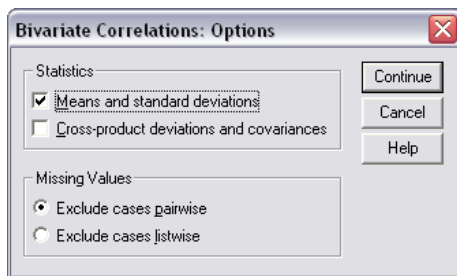 Bivariate Correlations: Options
Statistics
Means and standard deviations
Cross-product deviations and covariances
Missing Values
Exclude cases pairwise
Exclude cases listwise
Continue
Cancel
Help